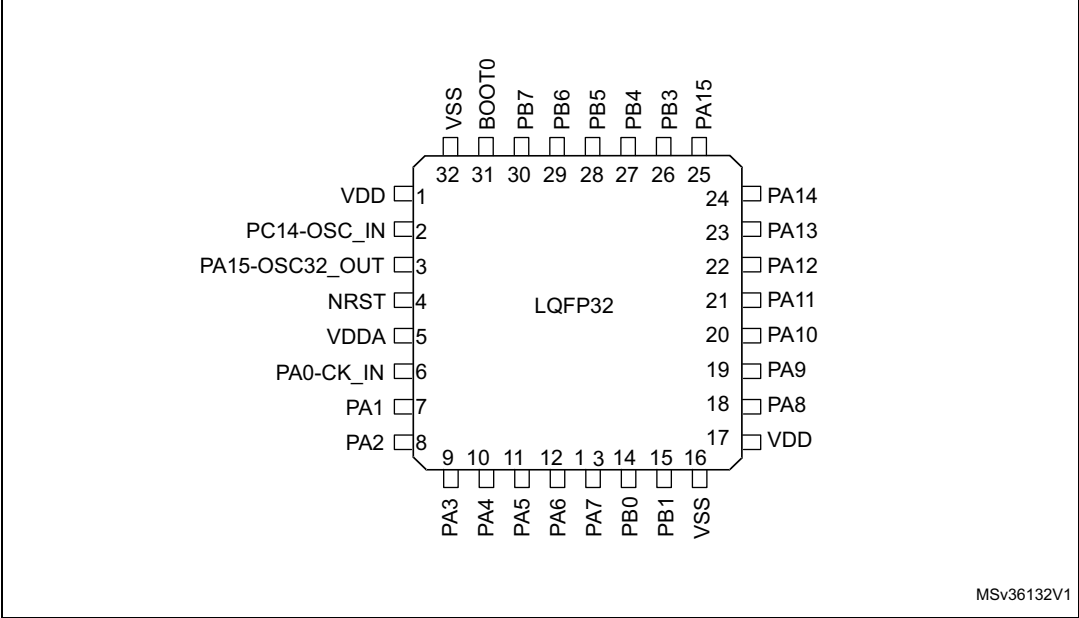 VSS
BOOT0
PB7
PB6
PB5
PB4
PB3
PA15
32 31 30 29 28 27 26 25
VDD 1
PC14-OSC_IN 2
PA15-OSC32_OUT 3
NRST 4
VDDA 5
PA0-CK_IN 6
PA1 7
PA2 8
LQFP32
24 PA14
23 PA13
22 PA12
21 PA11
20 PA10
19 PA9
18 PA8
17 VDD
9 10 11 12 1 3 14 15 16
PA3
PA4
PA5
PA6
PA7
PB0
PB1
VSS
MSv36132V1